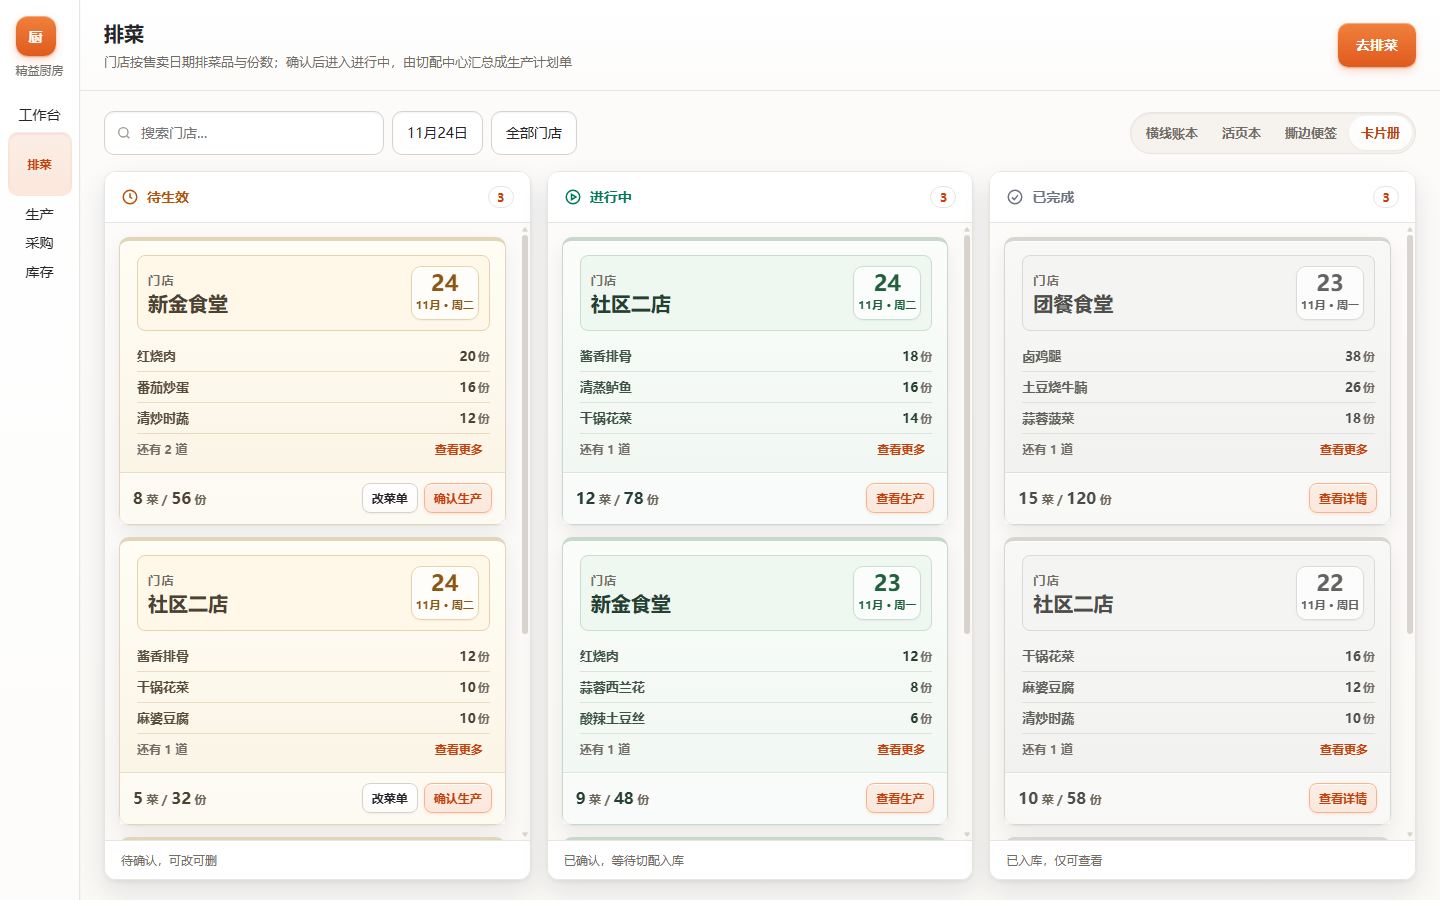 厨
精益厨房
工作台
排菜
生产
采购
库存
排菜
门店按售卖日期排菜品与份数；确认后进入进行中，由切配中心汇总成生产计划单
去排菜
搜索门店...
11月24日
全部门店
横线账本
活页本
撕边便签
卡片册
待生效
3
门店
新金食堂
24
11月 • 周二
红烧肉 20 份
番茄炒蛋 16 份
清炒时蔬 12 份
还有 2 道 查看更多
8 菜 / 56 份 改菜单 确认生产
门店
社区二店
24
11月 • 周二
酱香排骨 12 份
干锅花菜 10 份
麻婆豆腐 10 份
还有 1 道 查看更多
5 菜 / 32 份 改菜单 确认生产
待确认，可改可删
进行中
3
门店
社区二店
24
11月 • 周二
酱香排骨 18 份
清蒸鲈鱼 16 份
干锅花菜 14 份
还有 1 道 查看更多
12 菜 / 78 份 查看生产
门店
新金食堂
23
11月 • 周一
红烧肉 12 份
蒜蓉西兰花 8 份
酸辣土豆丝 6 份
还有 1 道 查看更多
9 菜 / 48 份 查看生产
已确认，等待切配入库
已完成
3
门店
团餐食堂
23
11月 • 周一
卤鸡腿 38 份
土豆烧牛腩 26 份
蒜蓉菠菜 18 份
还有 1 道 查看更多
15 菜 / 120 份 查看详情
门店
社区二店
22
11月 • 周日
干锅花菜 16 份
麻婆豆腐 12 份
清炒时蔬 10 份
还有 1 道 查看更多
10 菜 / 58 份 查看详情
已入库，仅可查看